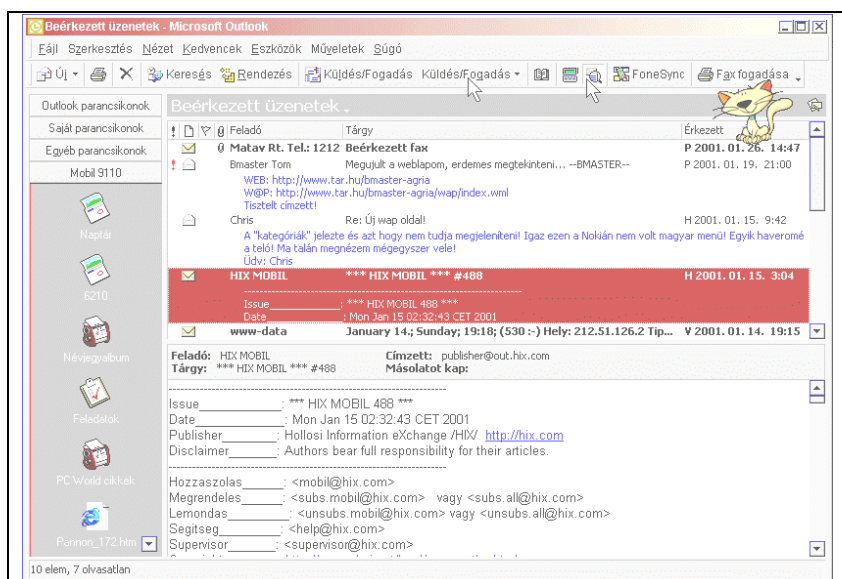 Beérkezett üzenetek - Microsoft Outlook
Fájl Szerkesztés Nézet Kedvencek Eszközök Műveletek Súgó
Új Keresés Rendezés Küldés/Fogadás Küldés/Fogadás FoneSync Fax fogadása
Outlook parancsikonok
Saját parancsikonok
Egyéb parancsikonok
Mobil 9110
Naptár
6210
Névjegyalbum
Feladatok
PC World cikkek
Pannon_172.htm
Beérkezett üzenetek
Feladó Tárgy Érkezett
Matav Rt. Tel.: 1212 Beérkezett fax P 2001. 01. 26. 14:47
Bmaster Tom Megujult a weblapom, erdemes megtekinteni... --BMASTER-- P 2001. 01. 19. 21:00
WEB: http://www.tar.hu/bmaster-agria
W@P: http://www.tar.hu/bmaster-agria/wap/index.wml
Tisztelt címzett!
Chris Re: Új wap oldal! H 2001. 01. 15. 9:42
A "kategóriák" jelezte és azt hogy nem tudja megjeleníteni! Igaz ezen a Nokián nem volt magyar menü! Egyik haveromé
a teló! Ma talán megnézem mégegyszer vele!
Üdv: Chris
HIX MOBIL *** HIX MOBIL *** #488 H 2001. 01. 15. 3:04
--------------------------------------------------------------
Issue____________: *** HIX MOBIL 488 ***
Date____________: Mon Jan 15 02:32:43 CET 2001
www-data January 14.; Sunday; 19:18; (530 :-) Hely: 212.51.126.2 Tip... V 2001. 01. 14. 19:15
Feladó: HIX MOBIL Címzett: publisher@out.hix.com
Tárgy: *** HIX MOBIL *** #488 Másolatot kap:
--------------------------------------------------------------
Issue____________: *** HIX MOBIL 488 ***
Date____________: Mon Jan 15 02:32:43 CET 2001
Publisher________: Hollosi Information eXchange /HIX/ http://hix.com
Disclaimer_______: Authors bear full responsibility for their articles.
--------------------------------------------------------------
Hozzaszolas______: <mobil@hix.com>
Megrendeles______: <subs.mobil@hix.com> vagy <subs.all@hix.com>
Lemondas_________: <unsubs.mobil@hix.com> vagy <unsubs.all@hix.com>
Segitseg_________: <help@hix.com>
Supervisor_______: <supervisor@hix.com>
10 elem, 7 olvasatlan